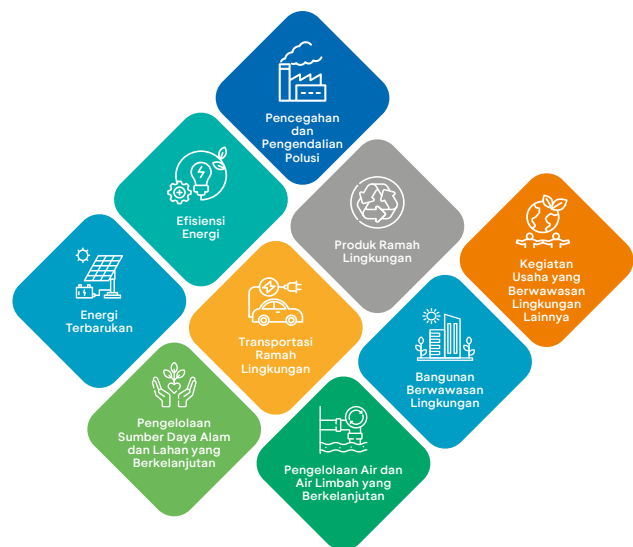 Pencegahan
dan
Pengendalian
Polusi
Efisiensi
Energi
Produk Ramah
Lingkungan
Kegiatan
Usaha yang
Berwawasan
Lingkungan
Lainnya
Energi
Terbarukan
Transportasi
Ramah
Lingkungan
Bangunan
Berwawasan
Lingkungan
Pengelolaan
Sumber Daya Alam
dan Lahan yang
Berkelanjutan
Pengelolaan Air dan
Air Limbah yang
Berkelanjutan